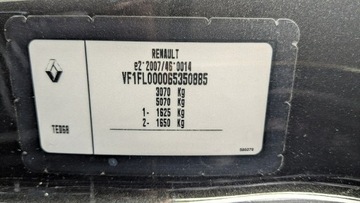 RENAULT
e2*2007/46*0014
VF1FL000065350885
3070 Kg
5070 Kg
1- 1625 Kg
2- 1650 Kg
TED68